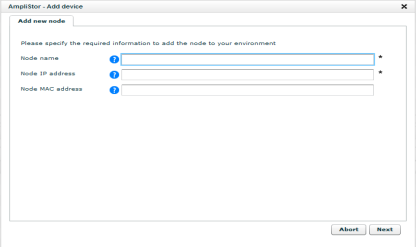 AmpliStor - Add device
Add new node
Please specify the required information to add the node to your environment
Node name ? *
Node IP address ? *
Node MAC address ?
Abort Next